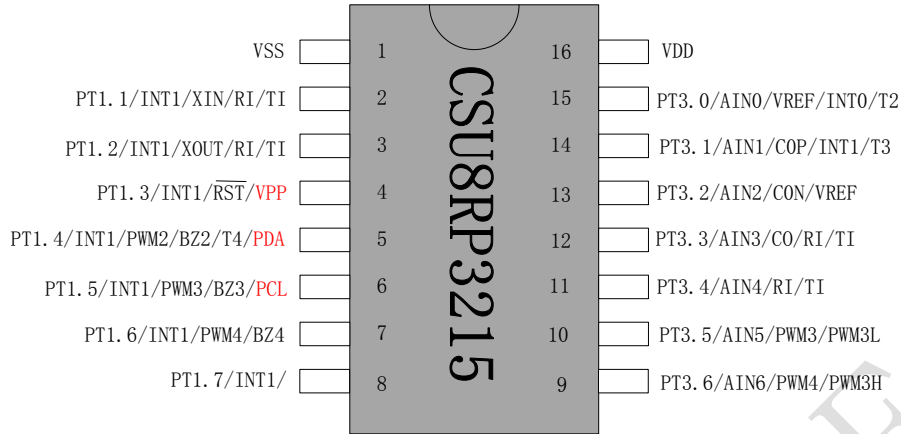 VSS 1 16 VDD
PT1.1/INT1/XIN/RI/TI 2 15 PT3.0/AIN0/VREF/INT0/T2
PT1.2/INT1/XOUT/RI/TI 3 14 PT3.1/AIN1/COP/INT1/T3
PT1.3/INT1/RST/VPP 4 13 PT3.2/AIN2/CON/VREF
PT1.4/INT1/PWM2/BZ2/T4/PDA 5 12 PT3.3/AIN3/CO/RI/TI
PT1.5/INT1/PWM3/BZ3/PCL 6 11 PT3.4/AIN4/RI/TI
PT1.6/INT1/PWM4/BZ4 7 10 PT3.5/AIN5/PWM3/PWM3L
PT1.7/INT1/ 8 9 PT3.6/AIN6/PWM4/PWM3H
CSU8RP3215